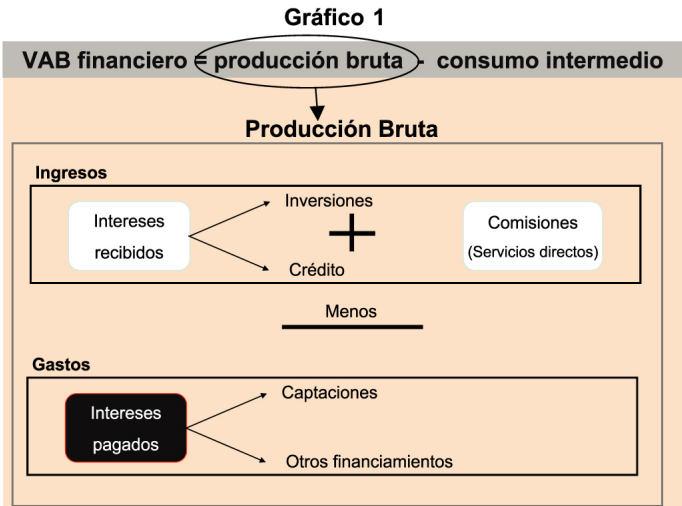 Gráfico 1
VAB financiero = producción bruta - consumo intermedio
Producción Bruta
Ingresos
Intereses
recibidos
Inversiones
Crédito
+
Comisiones
(Servicios directos)
Menos
Gastos
Intereses
pagados
Captaciones
Otros financiamientos